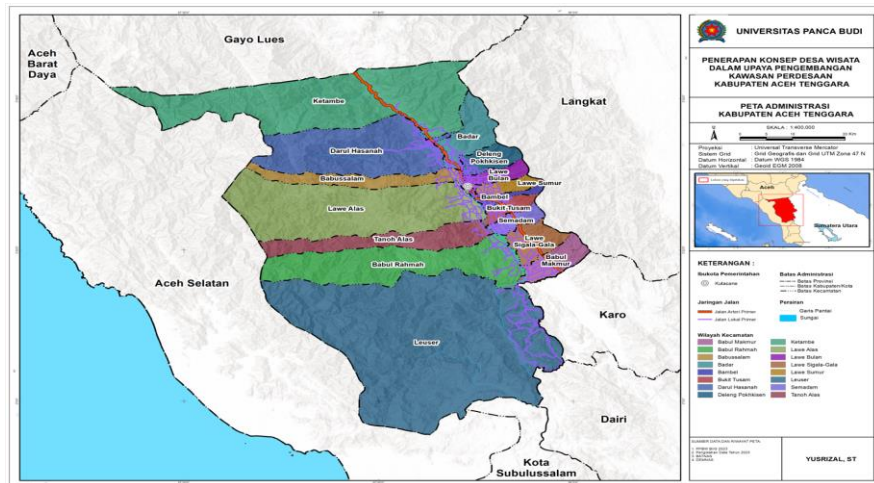 Gayo Lues
Aceh
Barat
Daya
Langkat
Ketambe
Badar
Darul Hasanah
Deleng
Pokhkisen
Lawe
Bulan
Babussalam
Lawe Sumur
Bambel
Lawe Alas
Bukit Tusam
Semadam
Tanoh Alas
Lawe
Sigala-Gala
Babul
Makmur
Babul Rahmah
Aceh Selatan
Karo
Leuser
Dairi
Kota
Subulussalam
UNIVERSITAS PANCA BUDI
PENERAPAN KONSEP DESA WISATA
DALAM UPAYA PENGEMBANGAN
KAWASAN PERDESAAN
KABUPATEN ACEH TENGGARA
PETA ADMINISTRASI
KABUPATEN ACEH TENGGARA
SKALA : 1:400.000
Proyeksi : Universal Transverse Mercator
Sistem Grid : Grid Geografis dan Grid UTM Zona 47 N
Datum Horizontal : Datum WGS 1984
Datum Vertikal : Geoid EGM 2008
Aceh
Sumatera Utara
KETERANGAN :
Ibukota Pemerintahan
Kutacane
Batas Administrasi
Batas Provinsi
Batas Kabupaten/Kota
Batas Kecamatan
Jaringan Jalan
Jalan Arteri Primer
Jalan Lokal Primer
Perairan
Garis Pantai
Sungai
Wilayah Kecamatan
Babul Makmur
Babul Rahmah
Babussalam
Badar
Bambel
Bukit Tusam
Darul Hasanah
Deleng Pokhkisen
Ketambe
Lawe Alas
Lawe Bulan
Lawe Sigala-Gala
Lawe Sumur
Leuser
Semadam
Tanoh Alas
SUMBER DATA DAN RIWAYAT PETA:
YUSRIZAL, ST